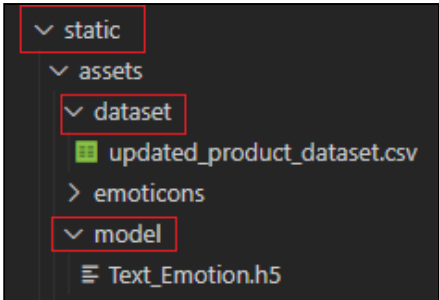 static
assets
dataset
updated_product_dataset.csv
emoticons
model
Text_Emotion.h5